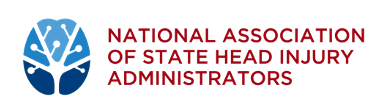 NATIONAL ASSOCIATION
OF STATE HEAD INJURY
ADMINISTRATORS